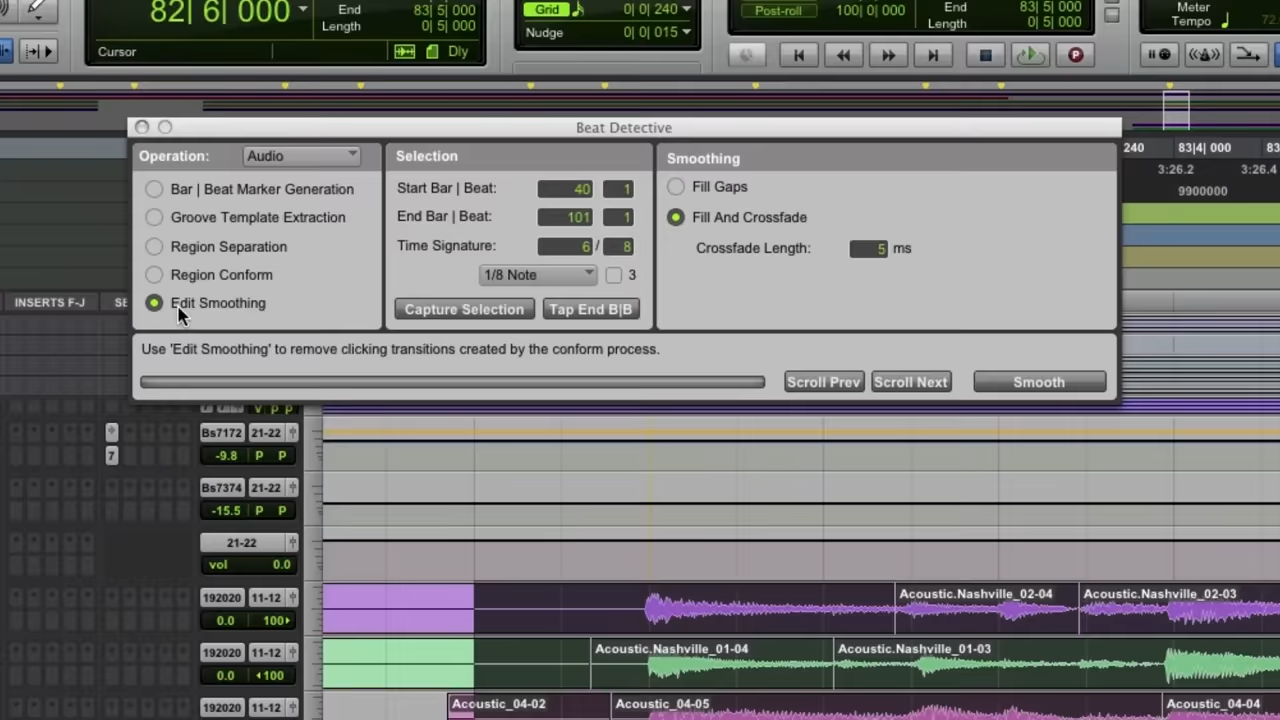 82| 6| 000
End 83| 5| 000
Length 0| 5| 000
Cursor
Dly
Grid 0| 0| 240
Nudge 0| 0| 015
Post-roll 100| 0| 000
End 83| 5| 000
Length 0| 5| 000
Meter
Tempo
Beat Detective
Operation: Audio
Bar | Beat Marker Generation
Groove Template Extraction
Region Separation
Region Conform
Edit Smoothing
Selection
Start Bar | Beat: 40 1
End Bar | Beat: 101 1
Time Signature: 6 / 8
1/8 Note 3
Capture Selection
Tap End B|B
Smoothing
Fill Gaps
Fill And Crossfade
Crossfade Length: 5 ms
Use 'Edit Smoothing' to remove clicking transitions created by the conform process.
Scroll Prev
Scroll Next
Smooth
240 83|4| 000 83
3:26.2 3:26.4
9900000
INSERTS F-J
Bs7172 21-22
7 -9.8 P P
Bs7374 21-22
-15.5 P P
21-22
vol 0.0
192020 11-12
0.0 100
Acoustic.Nashville_02-04
Acoustic.Nashville_02-03
192020 11-12
0.0 100
Acoustic.Nashville_01-04
Acoustic.Nashville_01-03
192020 11-12
Acoustic_04-02
Acoustic_04-05
Acoustic_04-04